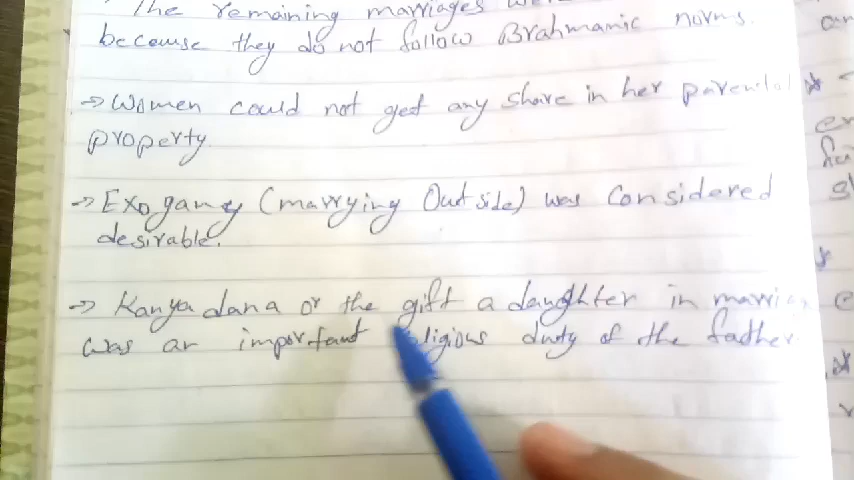 The remaining marriages were
because they do not follow Brahmanic norms.
→ Women could not get any share in her parental
property
→ Exogamy (marrying Outside) was considered
desirable.
→ Kanyadana or the gift a daughter in
was an important duty of the father